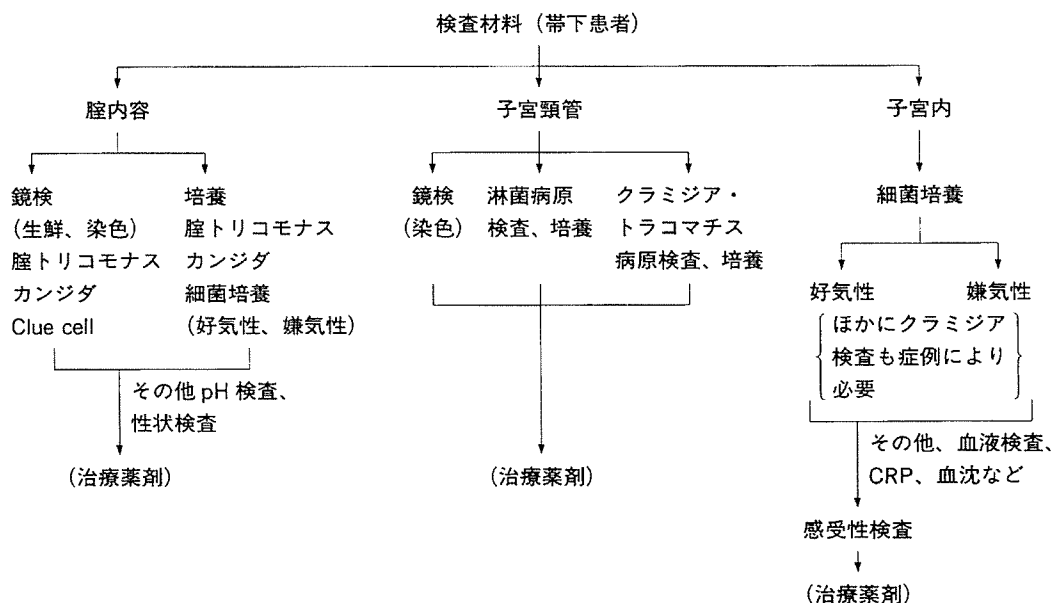 検査材料（帯下患者）
腟内容
子宮頸管
子宮内
鏡検
（生鮮、染色）
腟トリコモナス
カンジダ
Clue cell
培養
腟トリコモナス
カンジダ
細菌培養
（好気性、嫌気性）
その他 pH 検査、
性状検査
（治療薬剤）
鏡検
（染色）
淋菌病原
検査、培養
クラミジア・
トラコマチス
病原検査、培養
（治療薬剤）
細菌培養
好気性
嫌気性
ほかにクラミジア
検査も症例により
必要
その他、血液検査、
CRP、血沈など
感受性検査
（治療薬剤）